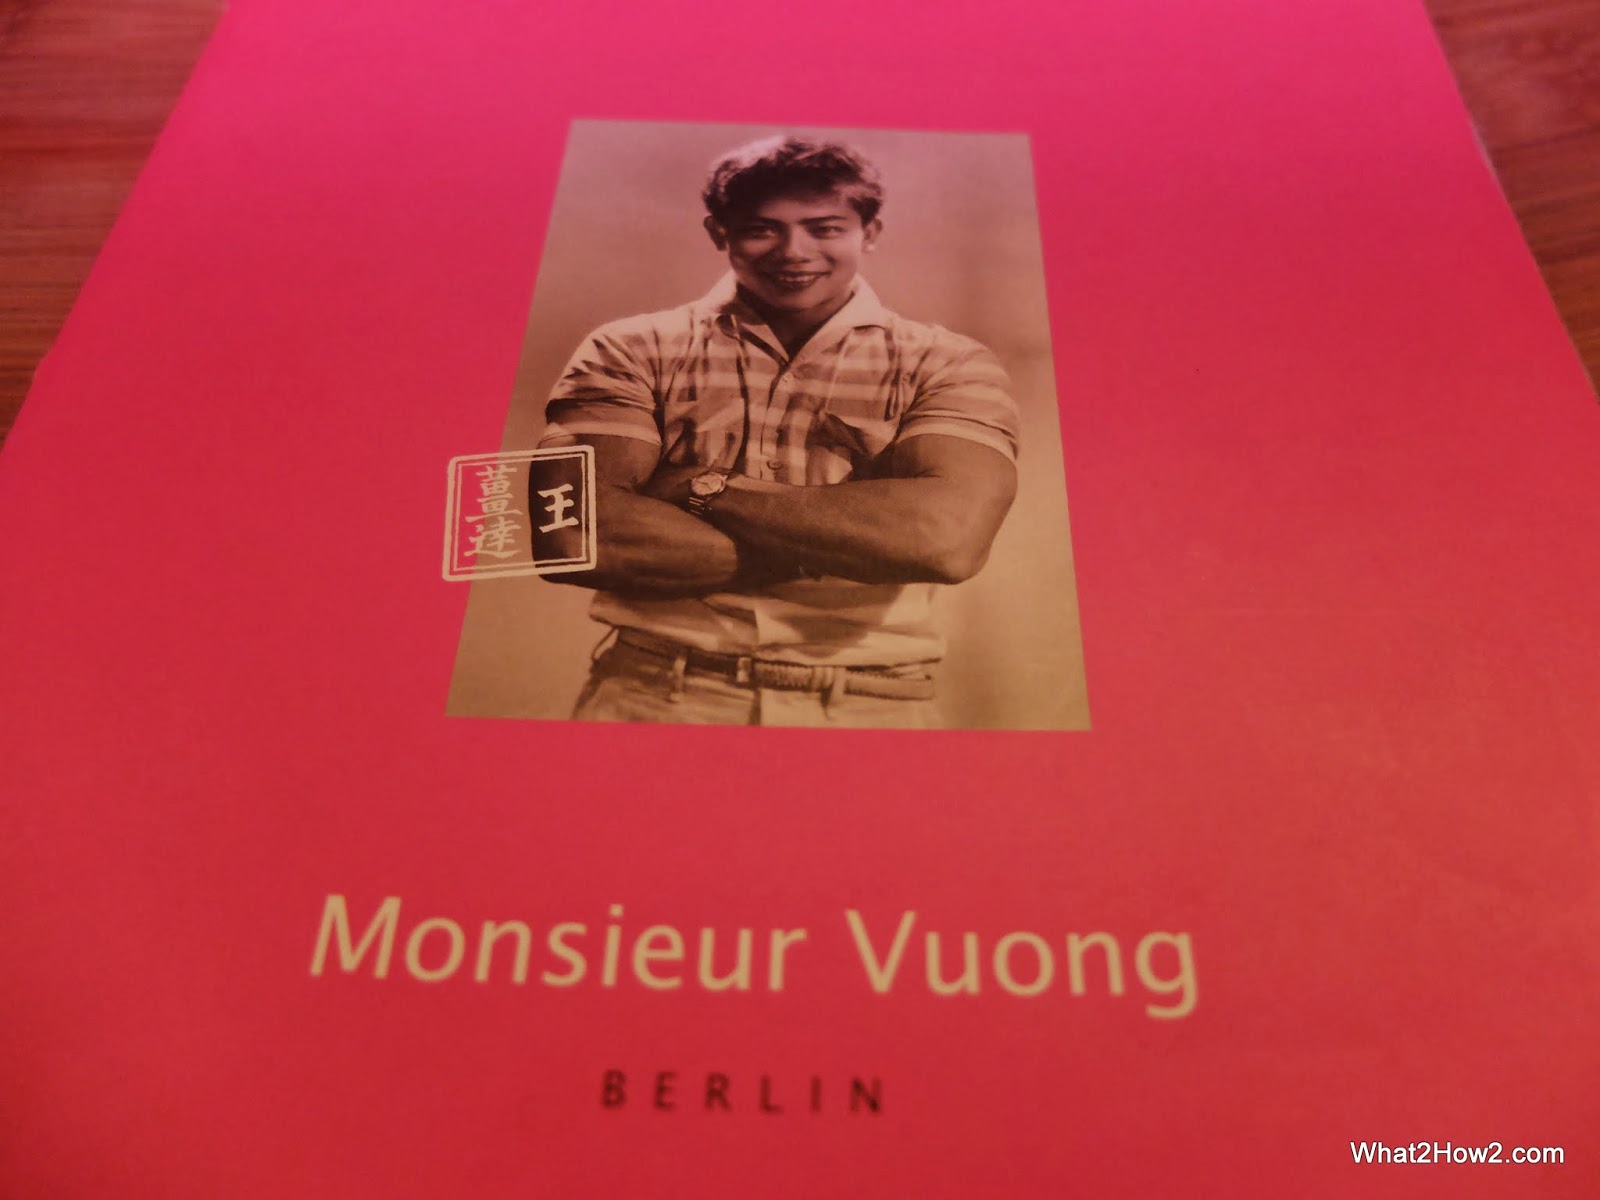 王
薑達
Monsieur Vuong
BERLIN
What2How2.com